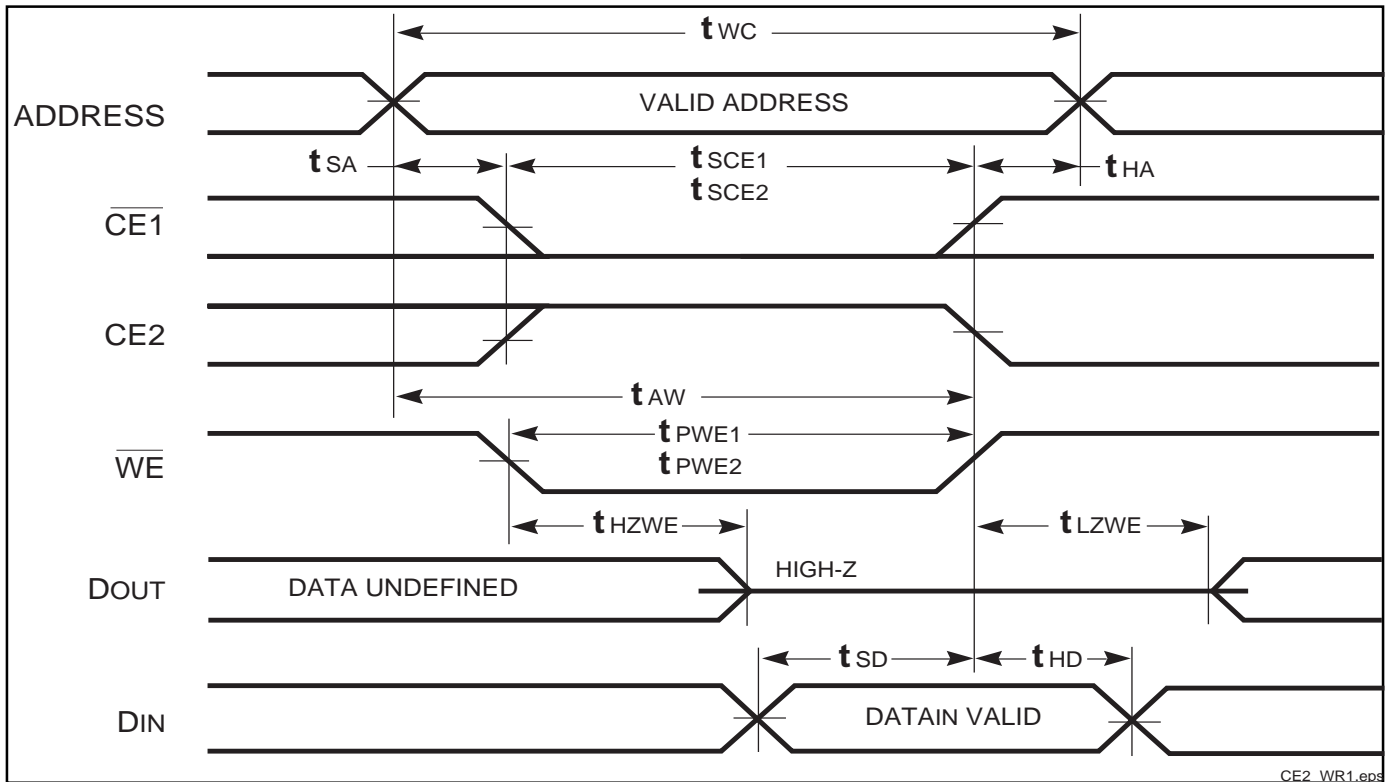 tWC
ADDRESS
VALID ADDRESS
tSA
tSCE1
tSCE2
tHA
CE1
CE2
tAW
tPWE1
tPWE2
WE
tHZWE
tLZWE
DOUT
DATA UNDEFINED
HIGH-Z
tSD
tHD
DIN
DATAIN VALID
CE2_WR1.eps